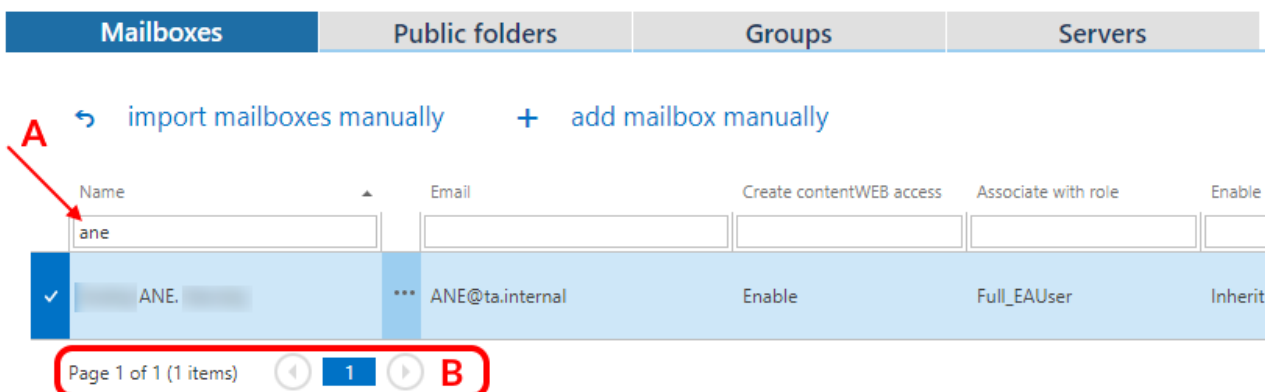 Mailboxes Public folders Groups Servers
import mailboxes manually + add mailbox manually
A
Name Email Create contentWEB access Associate with role Enable
ane
ANE. ••• ANE@ta.internal Enable Full_EAUser Inherit
Page 1 of 1 (1 items) 1 B